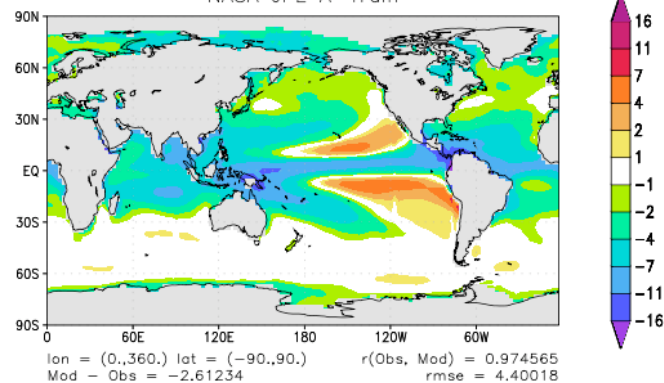 90N
60N
30N
EQ
30S
60S
90S
0 60E 120E 180 120W 60W
16
11
7
4
2
1
−1
−2
−4
−7
−11
−16
lon = (0.,360.) lat = (−90.,90.) r(Obs, Mod) = 0.974565
Mod − Obs = −2.61234 rmse = 4.40018